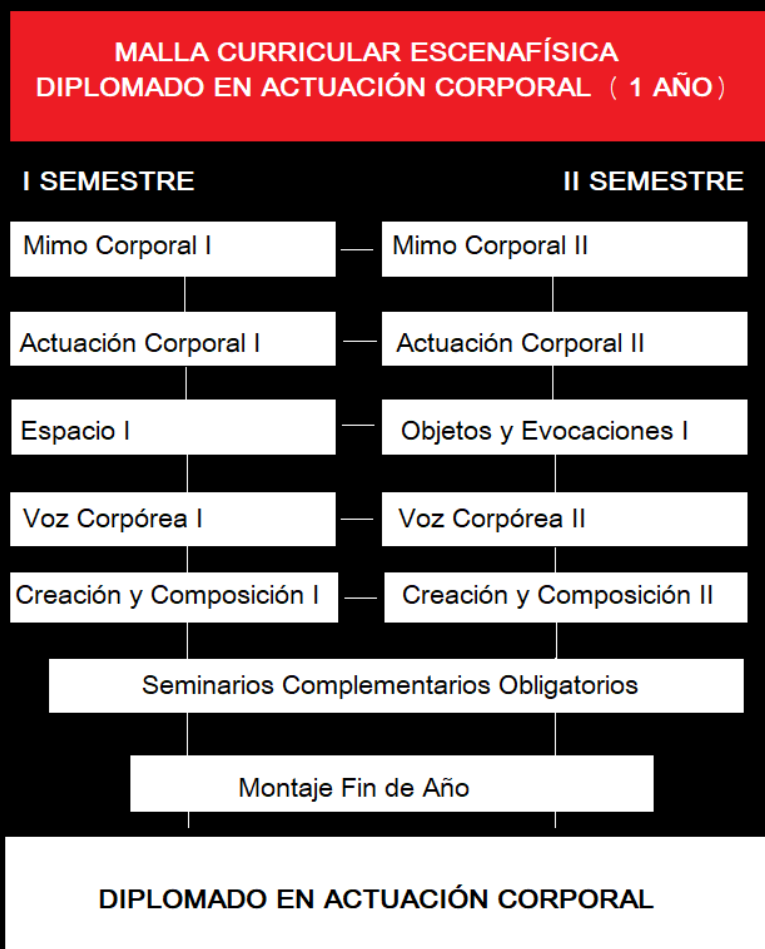 MALLA CURRICULAR ESCENAFÍSICA
DIPLOMADO EN ACTUACIÓN CORPORAL ( 1 AÑO)
I SEMESTRE
II SEMESTRE
Mimo Corporal I
Mimo Corporal II
Actuación Corporal I
Actuación Corporal II
Espacio I
Objetos y Evocaciones I
Voz Corpórea I
Voz Corpórea II
Creación y Composición I
Creación y Composición II
Seminarios Complementarios Obligatorios
Montaje Fin de Año
DIPLOMADO EN ACTUACIÓN CORPORAL